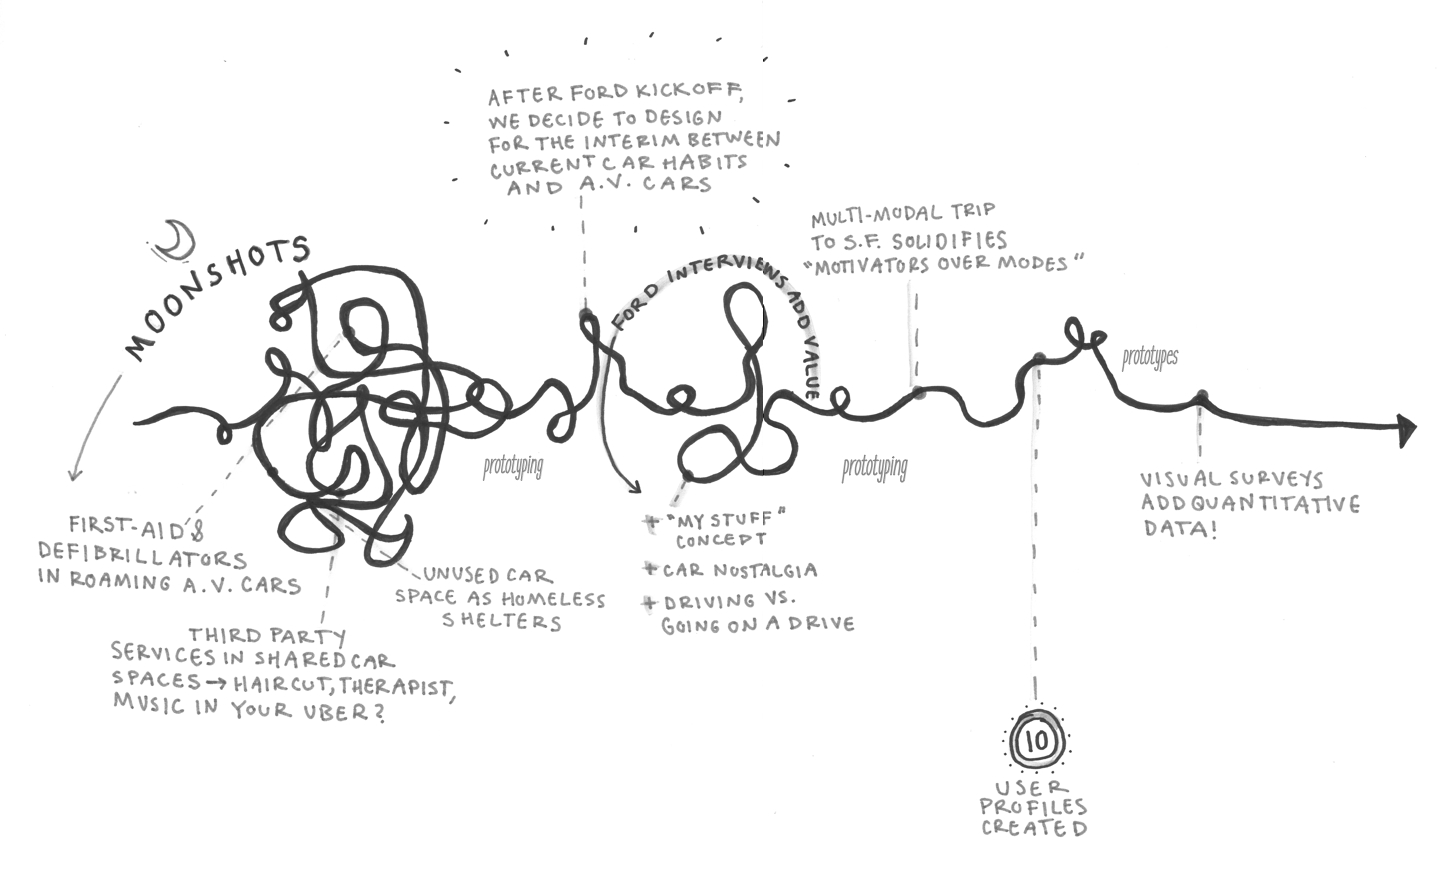 AFTER FORD KICKOFF,
WE DECIDE TO DESIGN
FOR THE INTERIM BETWEEN
CURRENT CAR HABITS
AND A.V. CARS
MOONSHOTS
FORD INTERVIEWS ADD VALUE
MULTI-MODAL TRIP
TO S.F. SOLIDIFIES
"MOTIVATORS OVER MODES"
prototypes
prototyping
prototyping
FIRST-AID &
DEFIBRILLATORS
IN ROAMING A.V. CARS
UNUSED CAR
SPACE AS HOMELESS
SHELTERS
THIRD PARTY
SERVICES IN SHARED CAR
SPACES → HAIRCUT, THERAPIST,
MUSIC IN YOUR UBER?
+ "MY STUFF"
CONCEPT
+ CAR NOSTALGIA
+ DRIVING VS.
GOING ON A DRIVE
VISUAL SURVEYS
ADD QUANTITATIVE
DATA!
10
USER
PROFILES
CREATED